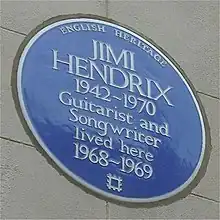 ENGLISH HERITAGE
JIMI
HENDRIX
1942~1970
Guitarist and
Songwriter
lived here
1968~1969